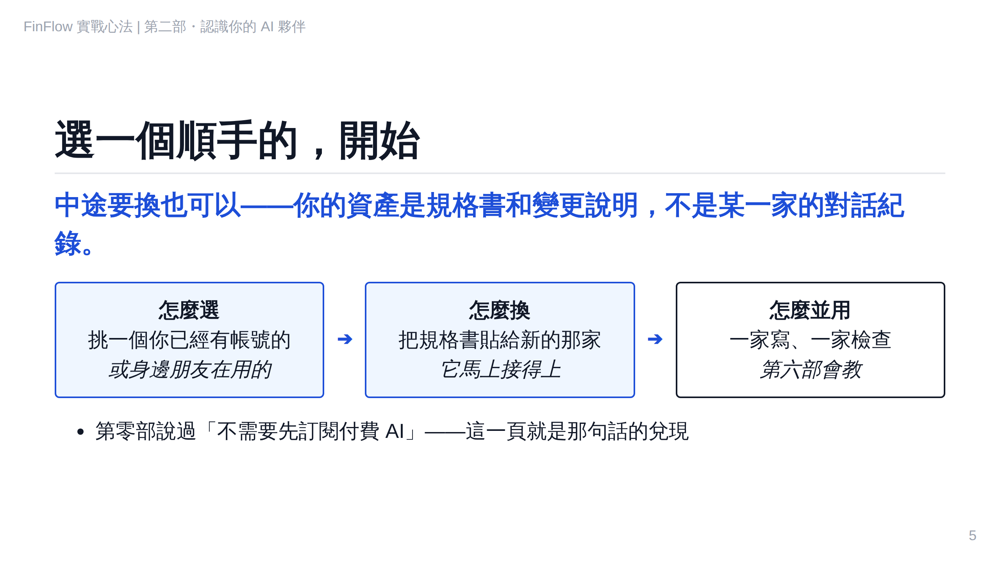 FinFlow 實戰心法 | 第二部・認識你的 AI 夥伴
選一個順手的，開始
中途要換也可以——你的資產是規格書和變更說明，不是某一家的對話紀
錄。
怎麼選
挑一個你已經有帳號的
或身邊朋友在用的
➔
怎麼換
把規格書貼給新的那家
它馬上接得上
➔
怎麼並用
一家寫、一家檢查
第六部會教
• 第零部說過「不需要先訂閱付費 AI」——這一頁就是那句話的兌現
5